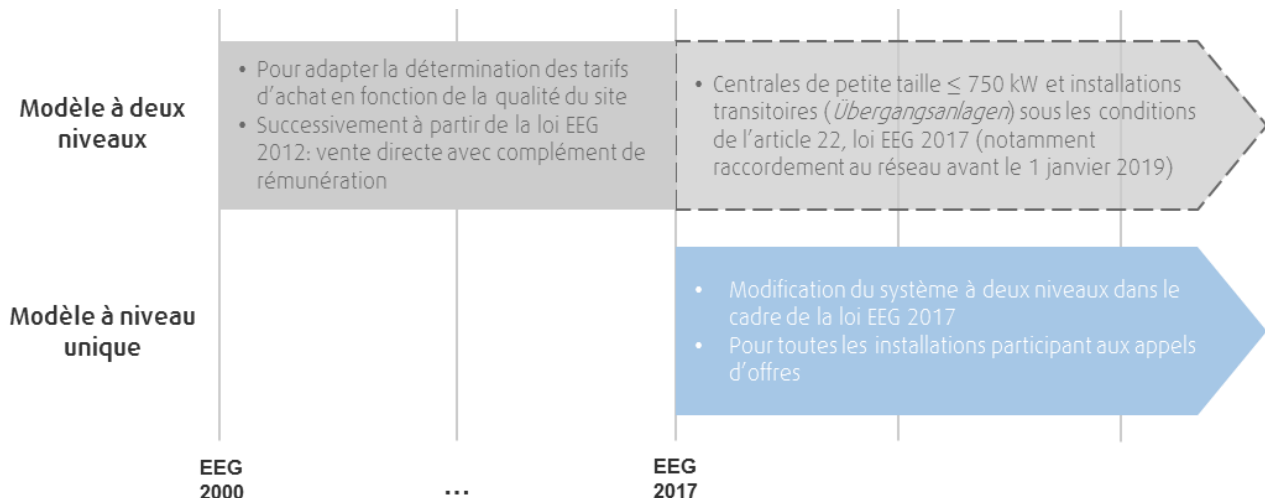 Modèle à deux
niveaux
• Pour adapter la détermination des tarifs
d'achat en fonction de la qualité du site
• Successivement à partir de la loi EEG
2012: vente directe avec complément de
rémunération
• Centrales de petite taille ≤ 750 kW et installations
transitoires (Übergangsanlagen) sous les conditions
de l'article 22, loi EEG 2017 (notamment
raccordement au réseau avant le 1 janvier 2019)
Modèle à niveau
unique
• Modification du système à deux niveaux dans le
cadre de la loi EEG 2017
• Pour toutes les installations participant aux appels
d'offres
EEG
2000
...
EEG
2017